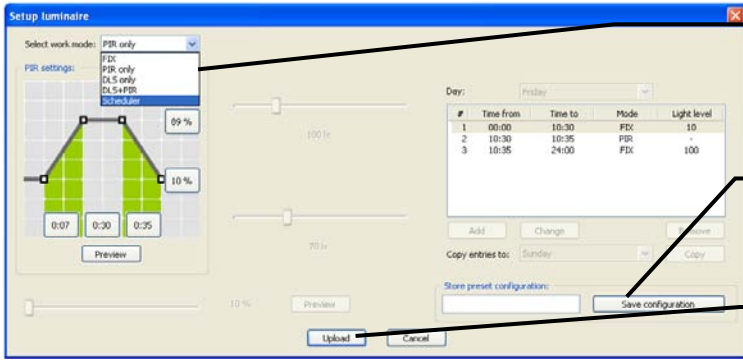 Setup luminaire
Select work mode: PIR only
FIX
PIR only
DLS only
DLS+PIR
Scheduler
PIR settings:
89 %
10 %
0:07 0:30 0:35
Preview
100 lx
70 lx
10 % Preview
Day: Friday
# Time from Time to Mode Light level
1 00:00 10:30 FIX 10
2 10:30 10:35 PIR -
3 10:35 24:00 FIX 100
Add Change Remove
Copy entries to: Sunday Copy
Store preset configuration:
Save configuration
Upload Cancel